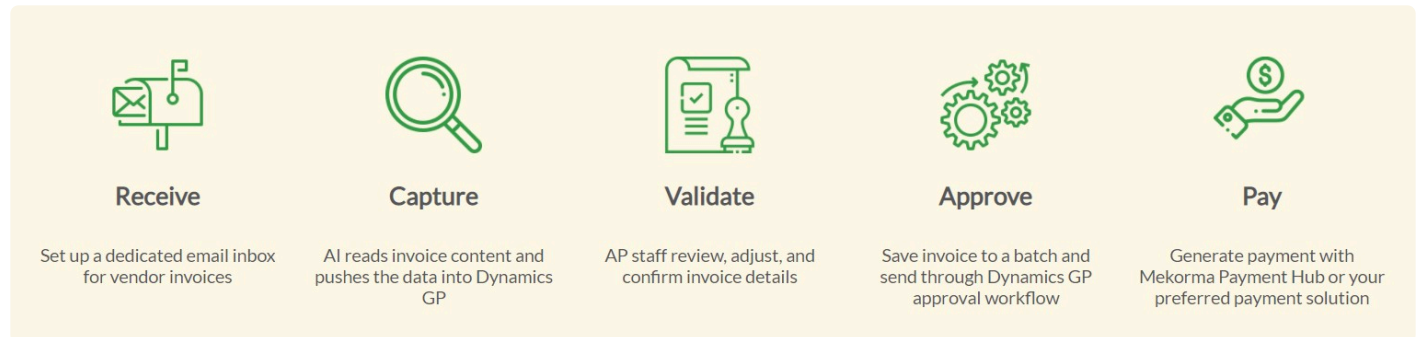 Receive
Set up a dedicated email inbox
for vendor invoices
Capture
AI reads invoice content and
pushes the data into Dynamics
GP
Validate
AP staff review, adjust, and
confirm invoice details
Approve
Save invoice to a batch and
send through Dynamics GP
approval workflow
Pay
Generate payment with
Mekorma Payment Hub or your
preferred payment solution